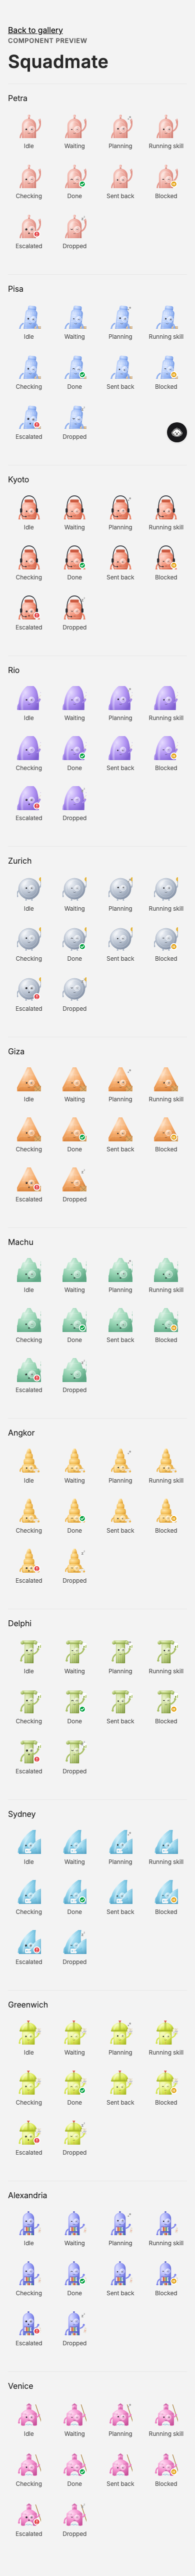 Back to gallery
COMPONENT PREVIEW
Squadmate
Petra
Idle Waiting Planning Running skill
Checking Done Sent back Blocked
Escalated Dropped
Pisa
Idle Waiting Planning Running skill
Checking Done Sent back Blocked
Escalated Dropped
Kyoto
Idle Waiting Planning Running skill
Checking Done Sent back Blocked
Escalated Dropped
Rio
Idle Waiting Planning Running skill
Checking Done Sent back Blocked
Escalated Dropped
Zurich
Idle Waiting Planning Running skill
Checking Done Sent back Blocked
Escalated Dropped
Giza
Idle Waiting Planning Running skill
Checking Done Sent back Blocked
Escalated Dropped
Machu
Idle Waiting Planning Running skill
Checking Done Sent back Blocked
Escalated Dropped
Angkor
Idle Waiting Planning Running skill
Checking Done Sent back Blocked
Escalated Dropped
Delphi
Idle Waiting Planning Running skill
Checking Done Sent back Blocked
Escalated Dropped
Sydney
Idle Waiting Planning Running skill
Checking Done Sent back Blocked
Escalated Dropped
Greenwich
Idle Waiting Planning Running skill
Checking Done Sent back Blocked
Escalated Dropped
Alexandria
Idle Waiting Planning Running skill
Checking Done Sent back Blocked
Escalated Dropped
Venice
Idle Waiting Planning Running skill
Checking Done Sent back Blocked
Escalated Dropped